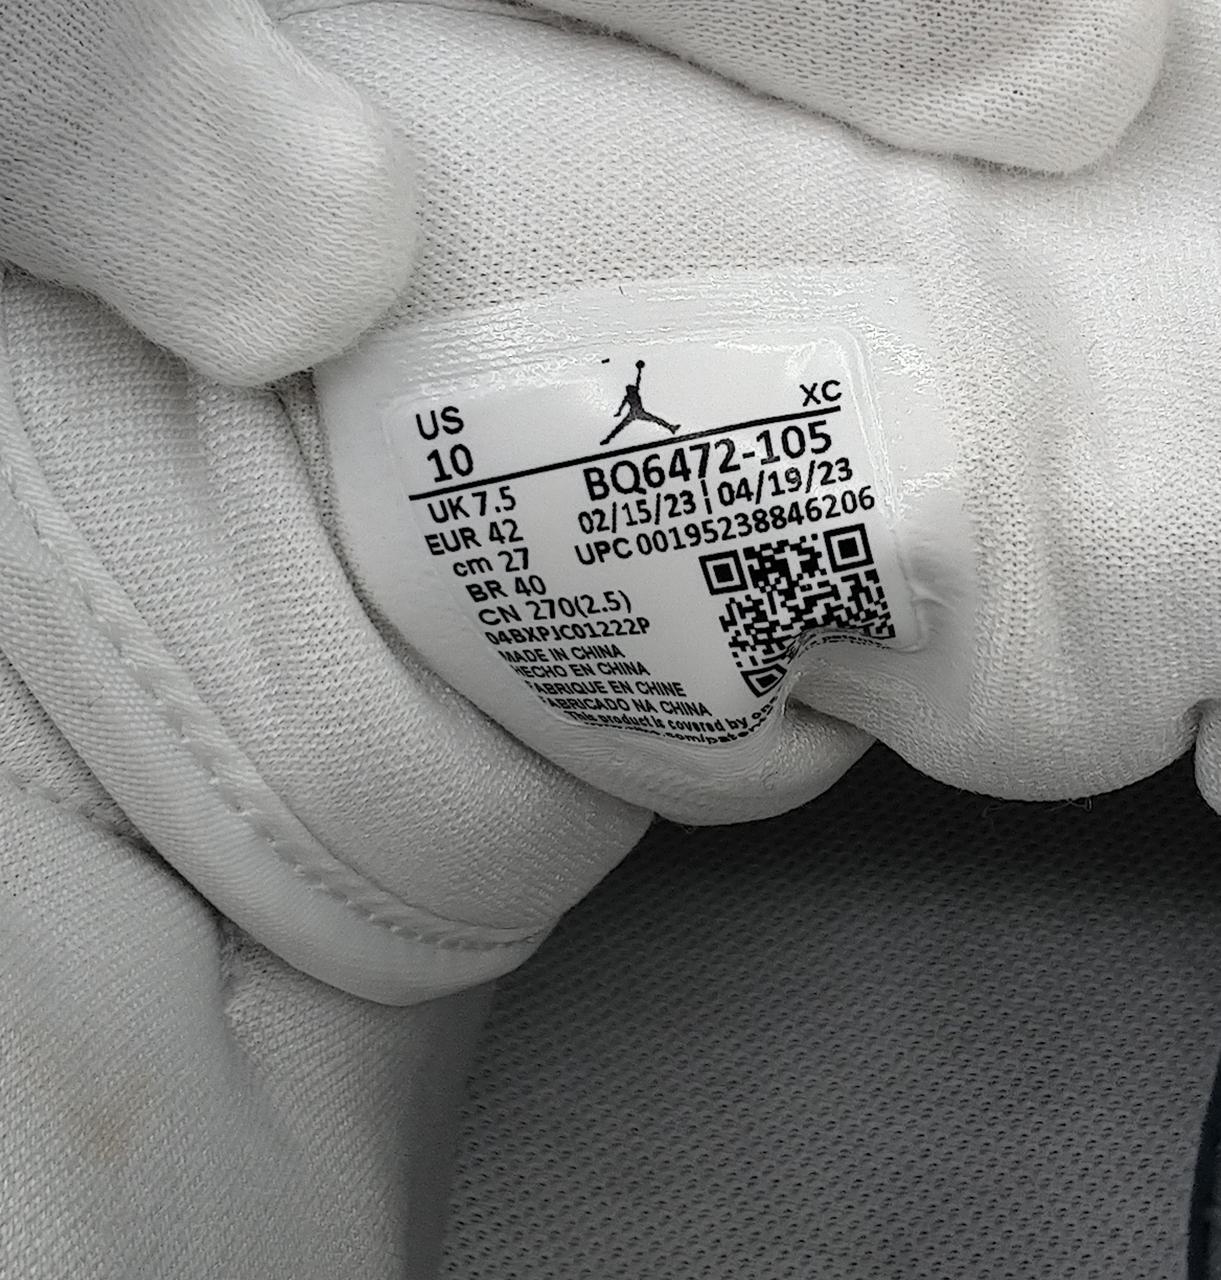 US
10
XC
UK 7.5
EUR 42
cm 27
BR 40
CN 270(2.5)
BQ6472-105
02/15/23 | 04/19/23
UPC 00195238846206
04BXPJC01222P
MADE IN CHINA
HECHO EN CHINA
FABRIQUE EN CHINE
FABRICADO NA CHINA
This product is covered by one